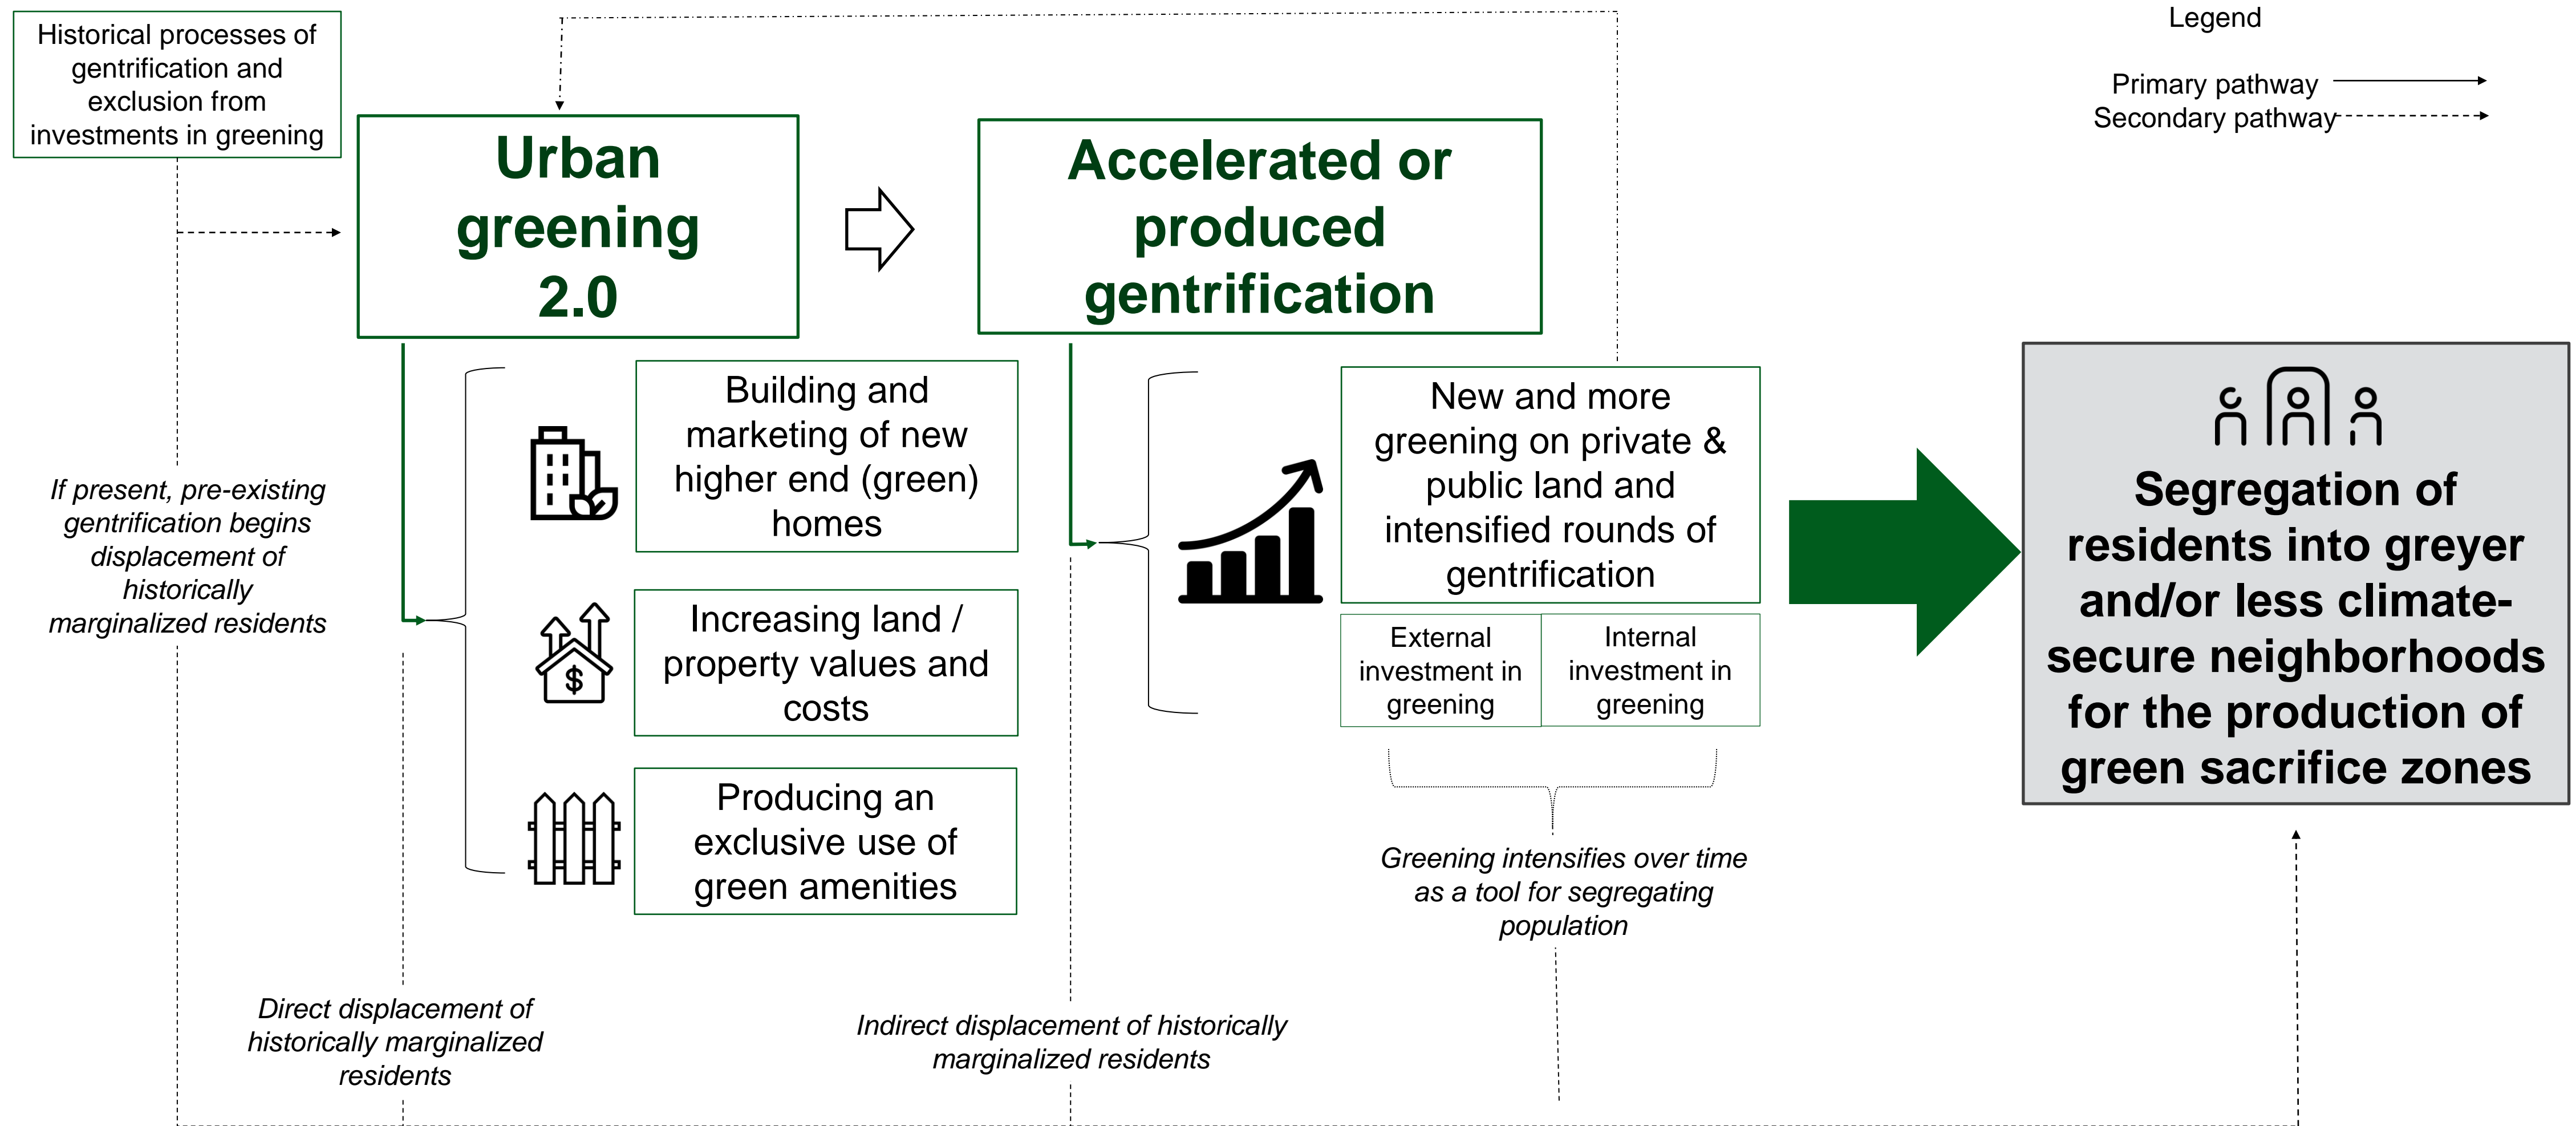 Historical processes of
gentrification and
exclusion from
investments in greening
Legend
Primary pathway
Secondary pathway
Urban
greening
2.0
Accelerated or
produced
gentrification
If present, pre-existing
gentrification begins
displacement of
historically
marginalized residents
Building and
marketing of new
higher end (green)
homes
Increasing land /
property values and
costs
$
Producing an
exclusive use of
green amenities
New and more
greening on private &
public land and
intensified rounds of
gentrification
External
investment in
greening
Internal
investment in
greening
Greening intensifies over time
as a tool for segregating
population
Direct displacement of
historically marginalized
residents
Indirect displacement of historically
marginalized residents
Segregation of
residents into greyer
and/or less climate-
secure neighborhoods
for the production of
green sacrifice zones